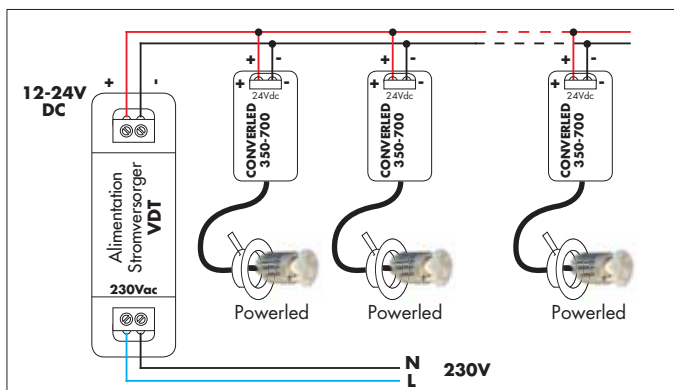 + -
12-24V
DC
Alimentation
Stromversorger
VDT
230Vac
+ -
+ -
24Vdc
CONVERLED
350-700
Powerled
+ -
+ -
24Vdc
CONVERLED
350-700
Powerled
+ -
+ -
24Vdc
CONVERLED
350-700
Powerled
N
L
230V